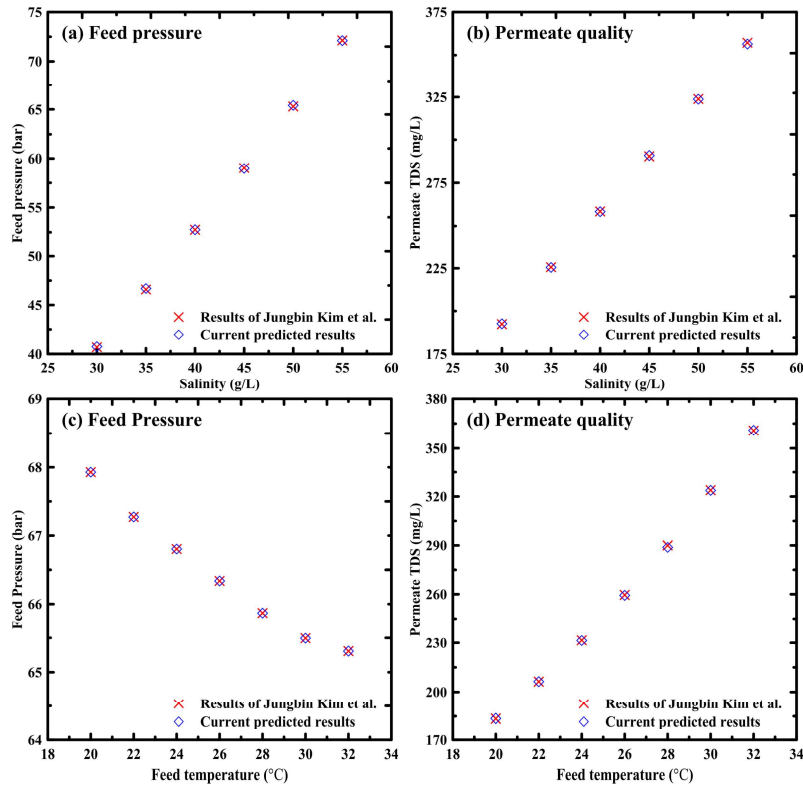 (a) Feed pressure
75
70
65
60
55
50
45
40
Feed pressure (bar)
× Results of Jungbin Kim et al.
◇ Current predicted results
25 30 35 40 45 50 55 60
Salinity (g/L)
(b) Permeate quality
375
325
275
225
175
Permeate TDS (mg/L)
× Results of Jungbin Kim et al.
◇ Current predicted results
25 30 35 40 45 50 55 60
Salinity (g/L)
(c) Feed Pressure
69
68
67
66
65
64
Feed Pressure (bar)
× Results of Jungbin Kim et al.
◇ Current predicted results
18 20 22 24 26 28 30 32 34
Feed temperature (°C)
(d) Permeate quality
380
350
320
290
260
230
200
170
Permeate TDS (mg/L)
× Results of Jungbin Kim et al.
◇ Current predicted results
18 20 22 24 26 28 30 32 34
Feed temperature (°C)